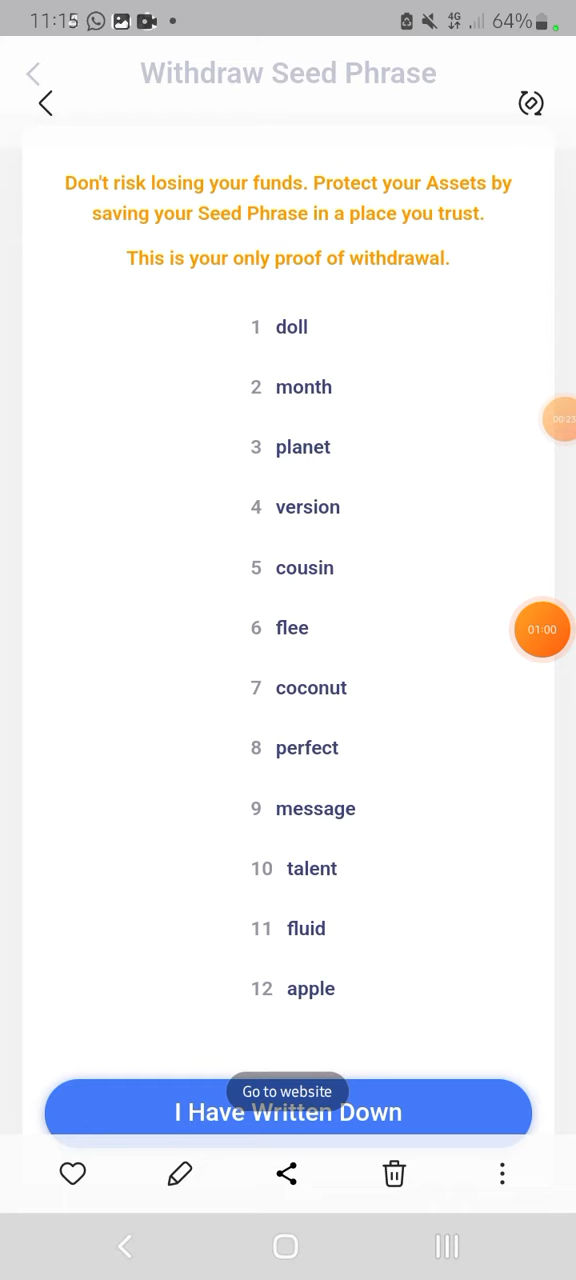 11:15 4G 64%
Withdraw Seed Phrase
Don't risk losing your funds. Protect your Assets by
saving your Seed Phrase in a place you trust.
This is your only proof of withdrawal.
1 doll
2 month
3 planet
00:23
4 version
5 cousin
6 flee
01:00
7 coconut
8 perfect
9 message
10 talent
11 fluid
12 apple
Go to website
I Have Written Down